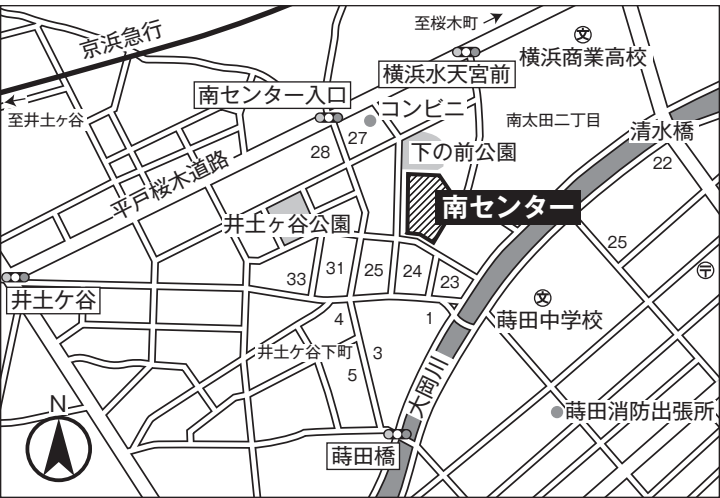 至桜木町
京浜急行
横浜商業高校
横浜水天宮前
南センター入口
コンビニ
至井土ヶ谷
南太田二丁目
清水橋
27
28
下の前公園
22
平戸桜木道路
南センター
井土ヶ谷公園
25
33
31
25
24
23
井土ケ谷
4
1
蒔田中学校
井土ケ谷下町
3
5
大岡川
N
蒔田消防出張所
蒔田橋